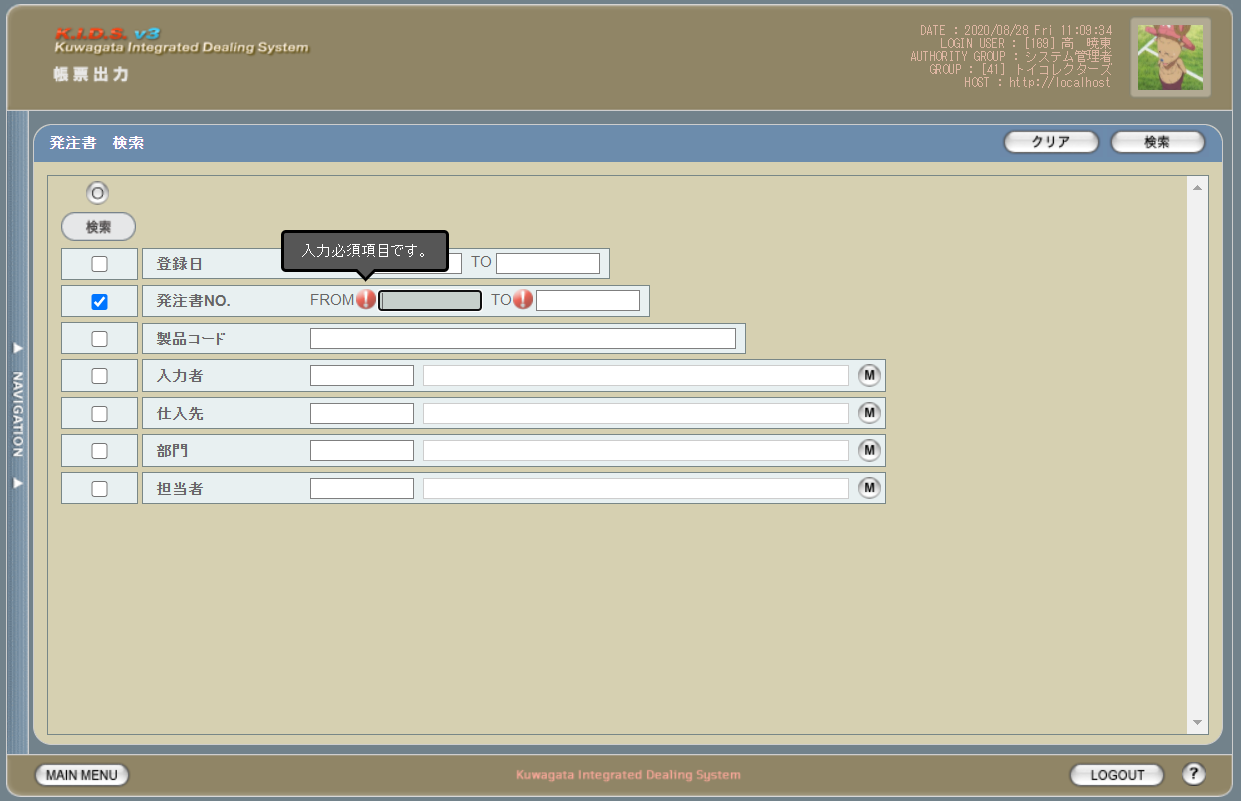 K.I.D.S. v3
Kuwagata Integrated Dealing System
帳票出力
DATE : 2020/08/28 Fri 11:09:34
LOGIN USER : [169] 高 暁東
AUTHORITY GROUP : システム管理者
GROUP : [41] トイコレクターズ
HOST : http://localhost
発注書 検索
クリア
検索
検索
入力必須項目です。
登録日
TO
発注書NO.
FROM
TO
製品コード
入力者
M
仕入先
M
部門
M
担当者
M
NAVIGATION
MAIN MENU
Kuwagata Integrated Dealing System
LOGOUT
?